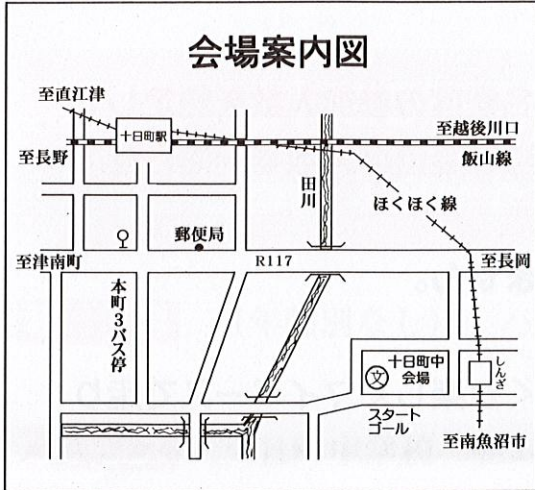 会場案内図
至直江津
十日町駅
至越後川口
至長野
飯山線
田川
ほくほく線
郵便局
至津南町
R117
至長岡
本町3バス停
十日町中
会場
文
しんざ
スタート
ゴール
至南魚沼市